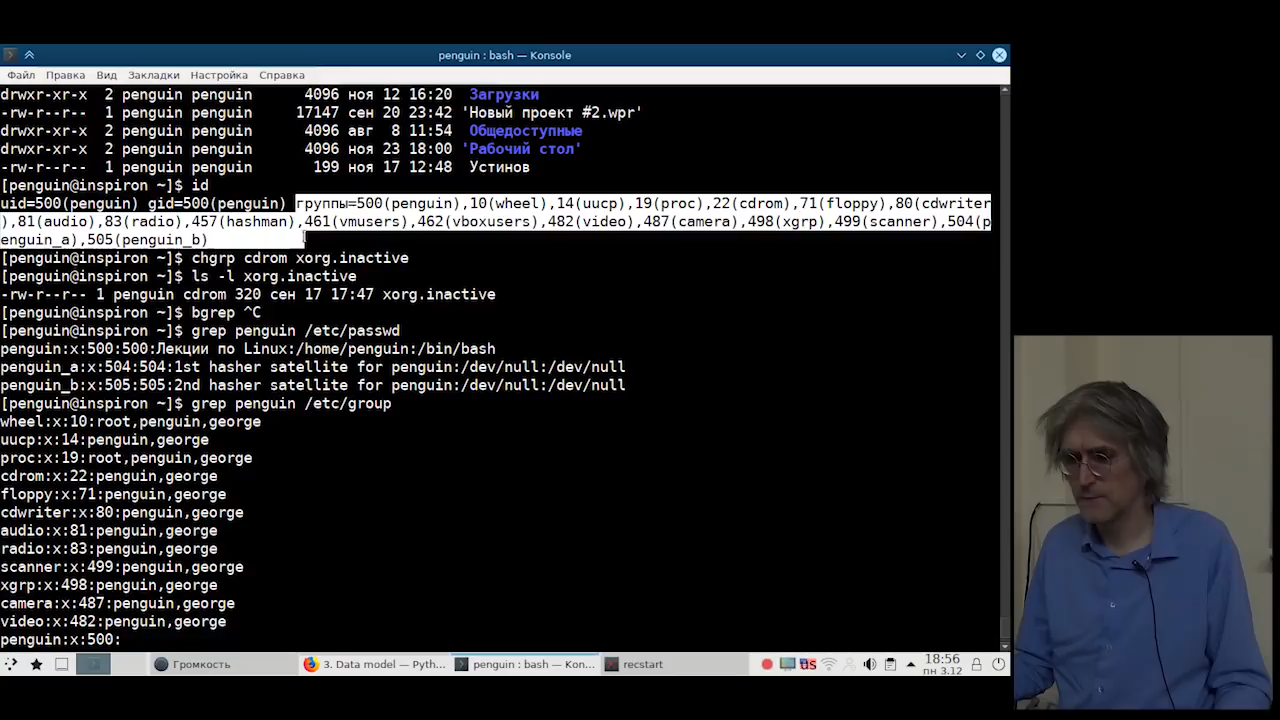 penguin : bash — Konsole
Файл Правка Вид Закладки Настройка Справка
drwxr-xr-x 2 penguin penguin 4096 ноя 12 16:20 Загрузки
-rw-r--r-- 1 penguin penguin 17147 сен 20 23:42 'Новый проект #2.wpr'
drwxr-xr-x 2 penguin penguin 4096 авг 8 11:54 Общедоступные
drwxr-xr-x 2 penguin penguin 4096 ноя 23 18:00 'Рабочий стол'
-rw-r--r-- 1 penguin penguin 199 ноя 17 12:48 Устинов
[penguin@inspiron ~]$ id
uid=500(penguin) gid=500(penguin) группы=500(penguin),10(wheel),14(uucp),19(proc),22(cdrom),71(floppy),80(cdwriter
),81(audio),83(radio),457(hashman),461(vmusers),462(vboxusers),482(video),487(camera),498(xgrp),499(scanner),504(p
enguin_a),505(penguin_b)
[penguin@inspiron ~]$ chgrp cdrom xorg.inactive
[penguin@inspiron ~]$ ls -l xorg.inactive
-rw-r--r-- 1 penguin cdrom 320 сен 17 17:47 xorg.inactive
[penguin@inspiron ~]$ bgrep ^C
[penguin@inspiron ~]$ grep penguin /etc/passwd
penguin:x:500:500:Лекции по Linux:/home/penguin:/bin/bash
penguin_a:x:504:504:1st hasher satellite for penguin:/dev/null:/dev/null
penguin_b:x:505:505:2nd hasher satellite for penguin:/dev/null:/dev/null
[penguin@inspiron ~]$ grep penguin /etc/group
wheel:x:10:root,penguin,george
uucp:x:14:penguin,george
proc:x:19:root,penguin,george
cdrom:x:22:penguin,george
floppy:x:71:penguin,george
cdwriter:x:80:penguin,george
audio:x:81:penguin,george
radio:x:83:penguin,george
scanner:x:499:penguin,george
xgrp:x:498:penguin,george
camera:x:487:penguin,george
video:x:482:penguin,george
penguin:x:500:
Громкость 3. Data model — Pyth... penguin : bash — Kon... recstart us 18:56
пн 3.12